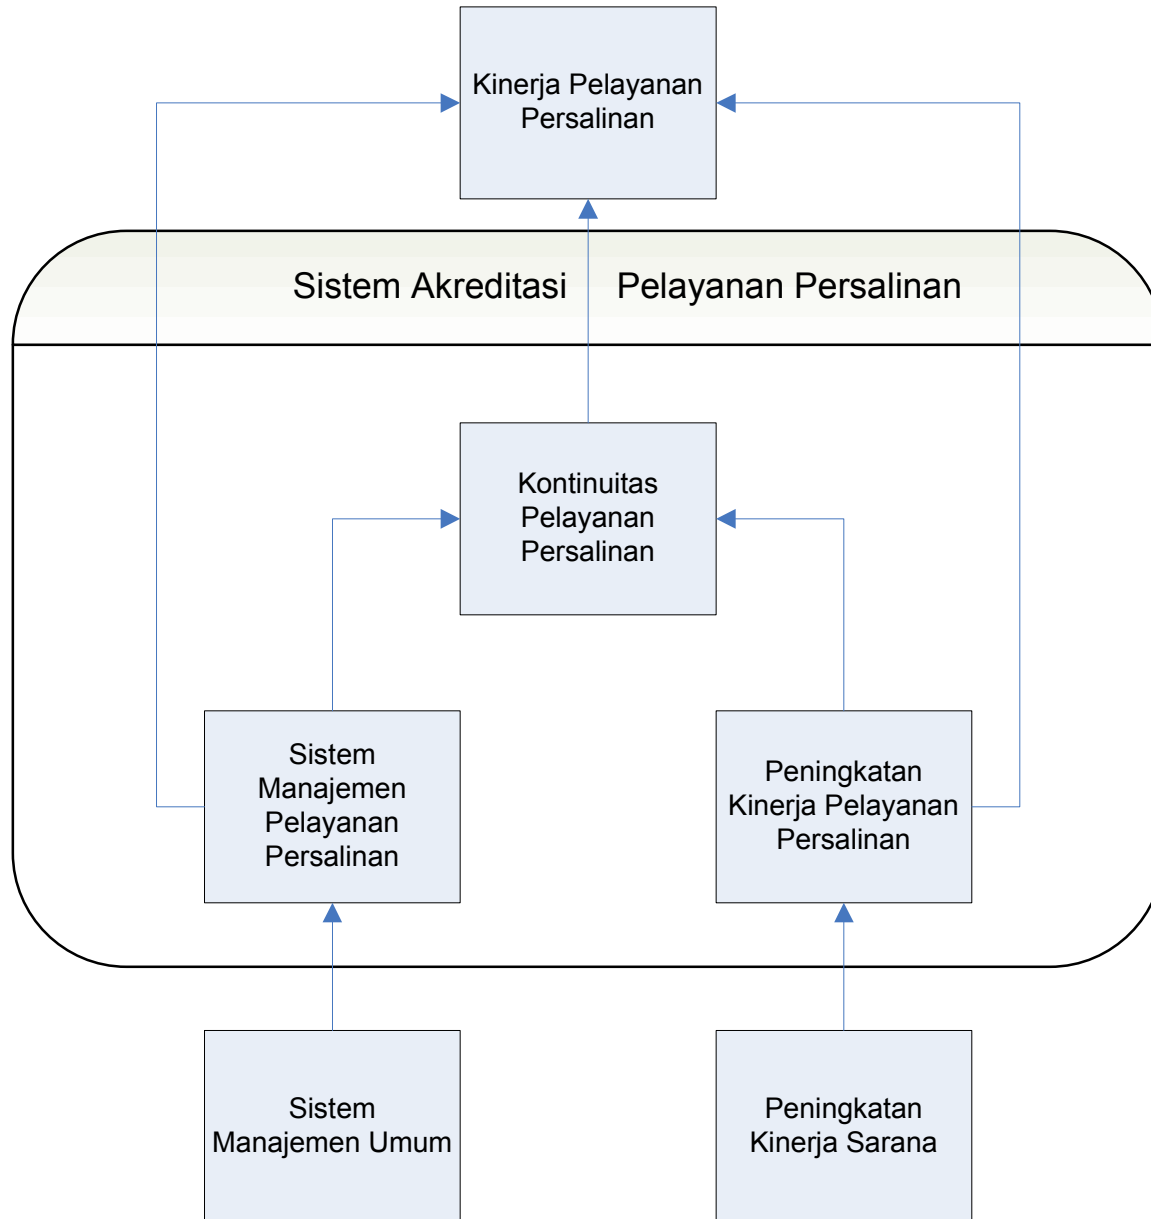 Kinerja Pelayanan
Persalinan
Sistem Akreditasi Pelayanan Persalinan
Kontinuitas
Pelayanan
Persalinan
Sistem
Manajemen
Pelayanan
Persalinan
Peningkatan
Kinerja Pelayanan
Persalinan
Sistem
Manajemen Umum
Peningkatan
Kinerja Sarana